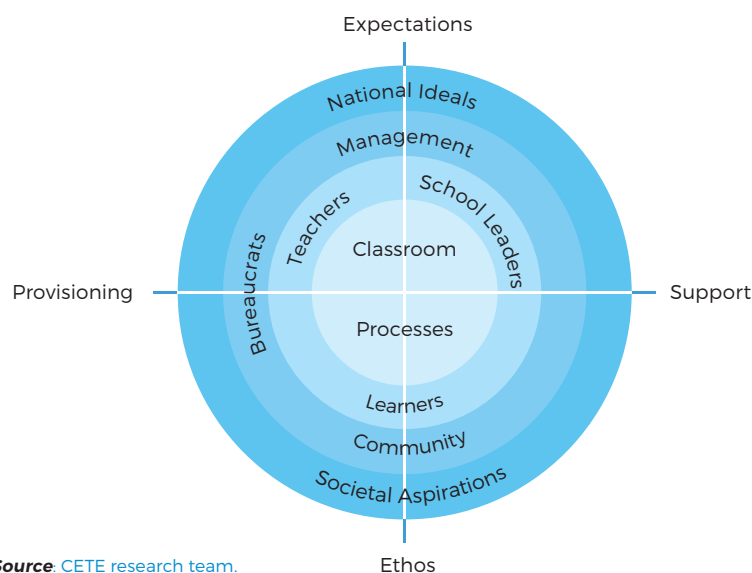 Expectations
National Ideals
Management
School Leaders
Teachers
Bureaucrats
Classroom
Provisioning
Support
Processes
Learners
Community
Societal Aspirations
Source: CETE research team.
Ethos